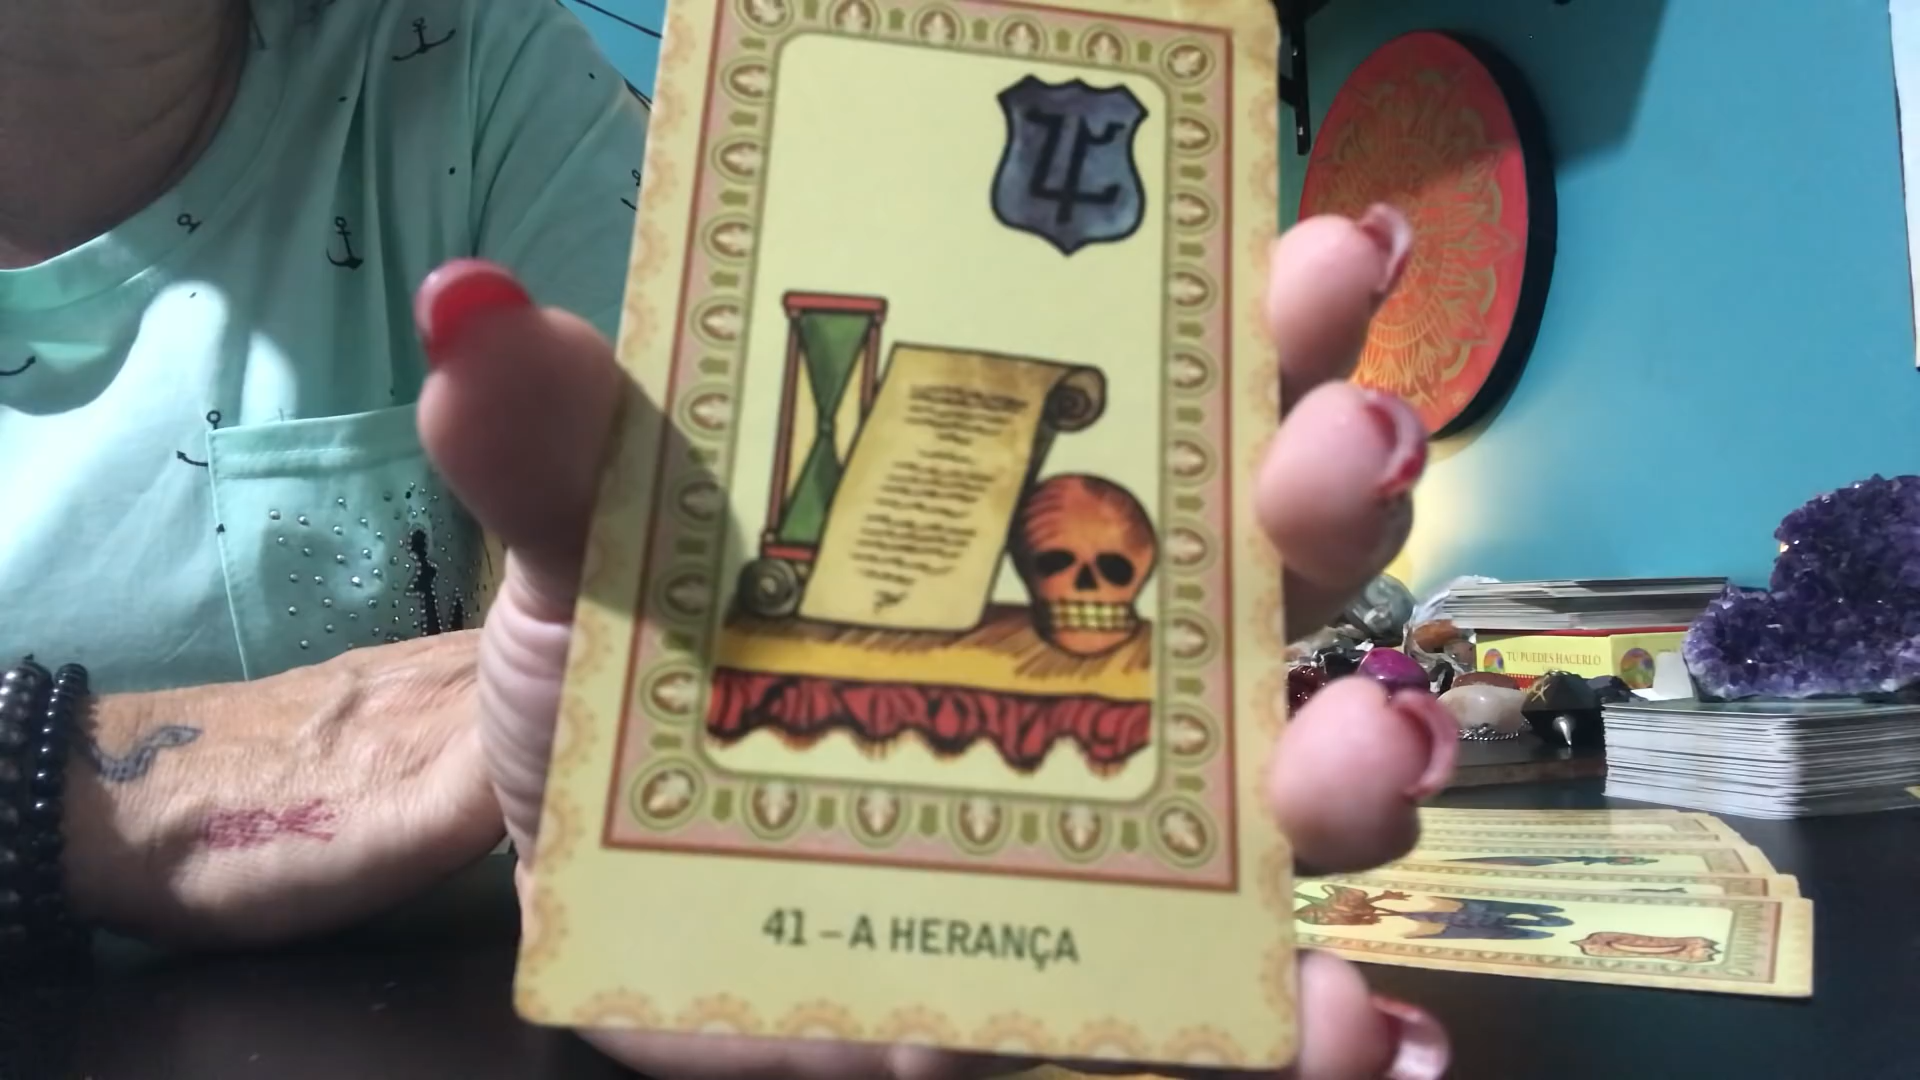 41 – A HERANÇA
TU PUEDES HACERLO